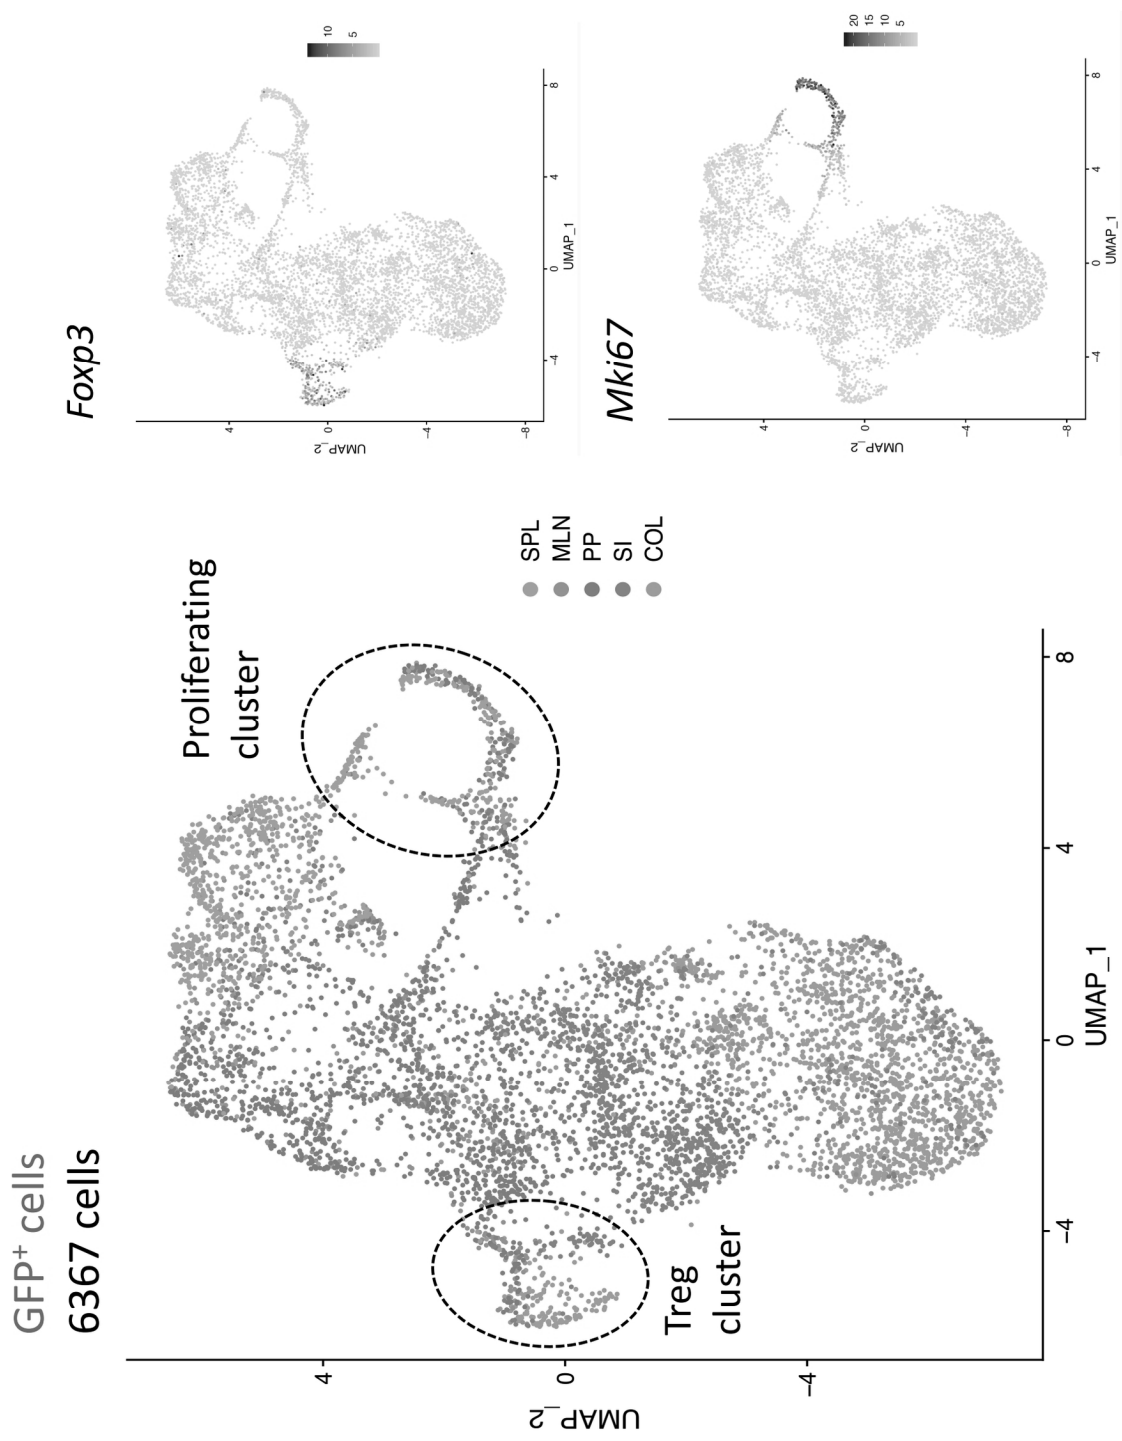 GFP⁺ cells
6367 cells
Proliferating
cluster
Treg
cluster
SPL
MLN
PP
SI
COL
4
0
−4
UMAP_2
−4
0
4
8
UMAP_1
Foxp3
10
5
4
0
−4
−8
UMAP_2
−4
0
4
8
UMAP_1
Mki67
20
15
10
5
4
0
−4
−8
UMAP_2
−4
0
4
8
UMAP_1